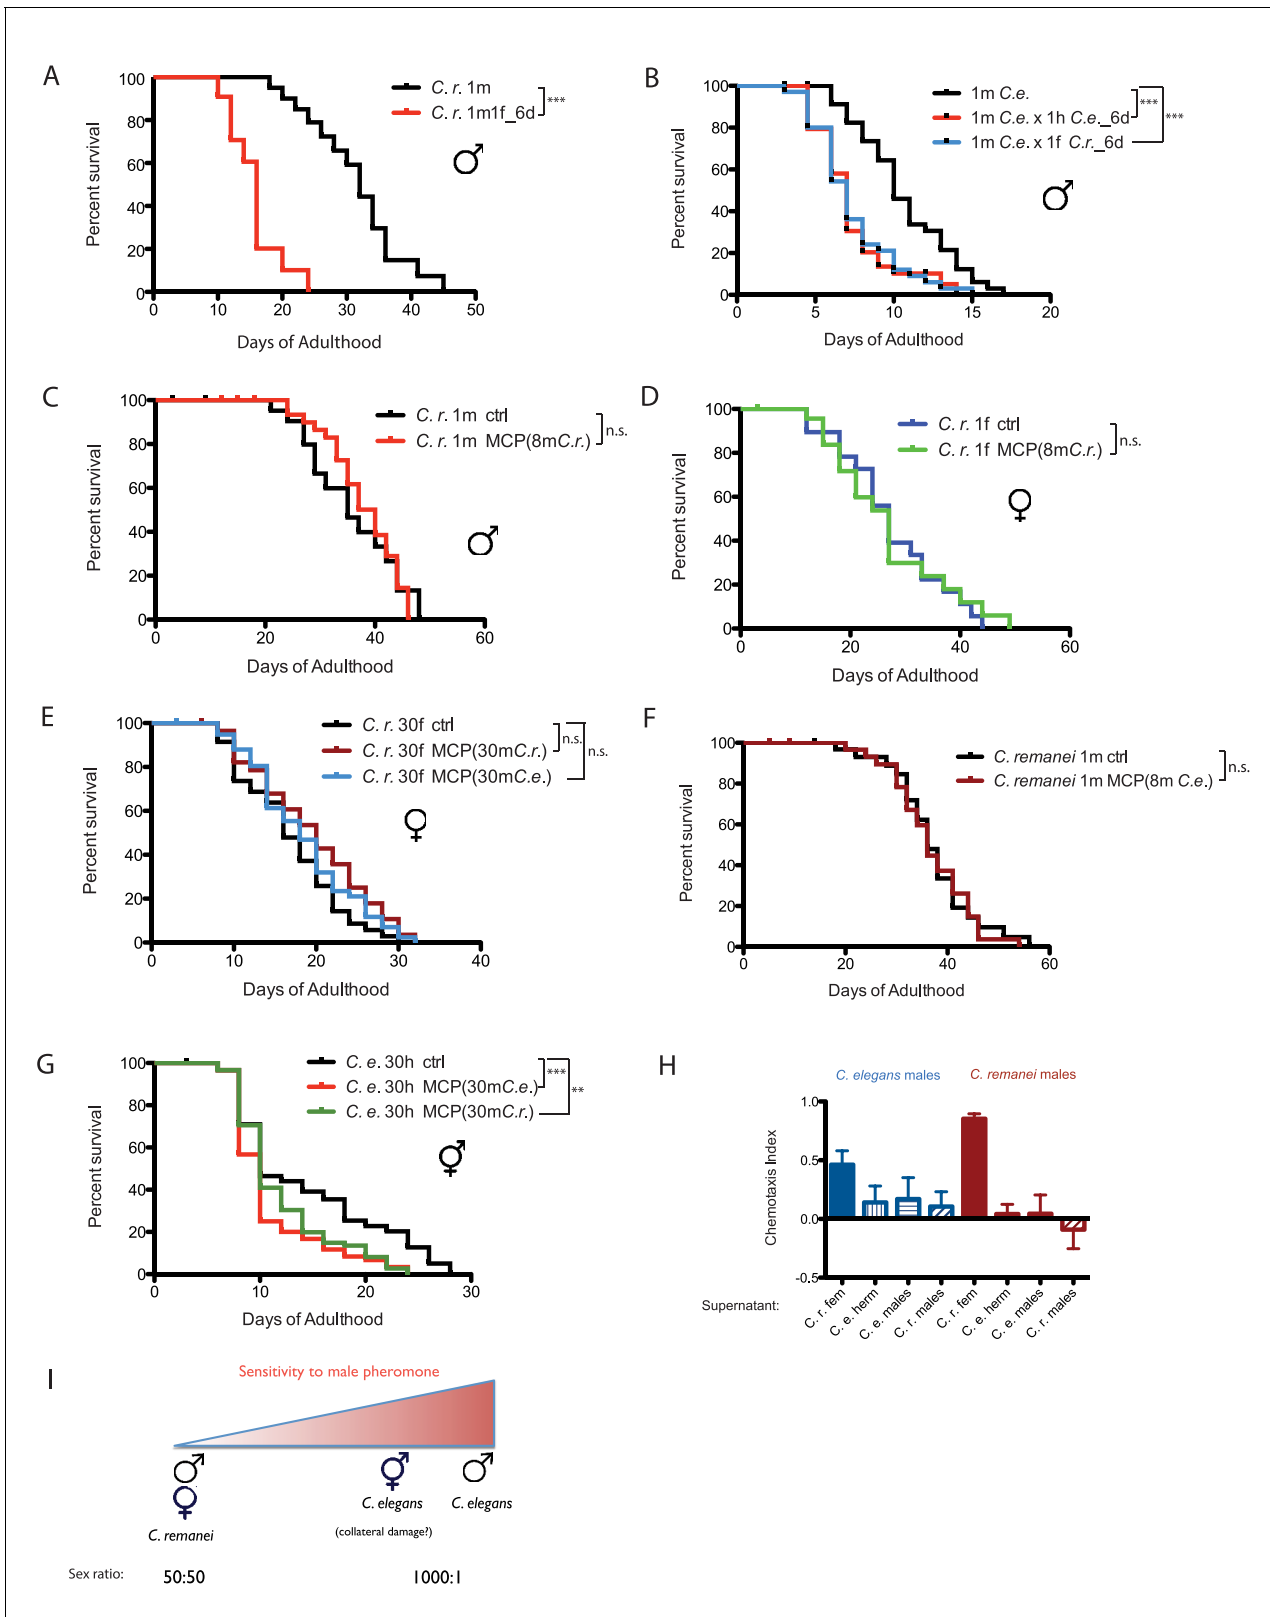 A
Percent survival
100
80
60
40
20
0
0 10 20 30 40 50
Days of Adulthood
C. r. 1m
C. r. 1m1f_6d
***
B
Percent survival
100
80
60
40
20
0
0 5 10 15 20
Days of Adulthood
1m C.e.
1m C.e. x 1h C.e._6d
1m C.e. x 1f C.r._6d
***
***
C
Percent survival
100
80
60
40
20
0
0 20 40 60
Days of Adulthood
C. r. 1m ctrl
C. r. 1m MCP(8mC.r.)
n.s.
D
Percent survival
100
80
60
40
20
0
0 20 40 60
Days of Adulthood
C. r. 1f ctrl
C. r. 1f MCP(8mC.r.)
n.s.
E
Percent survival
100
80
60
40
20
0
0 10 20 30 40
Days of Adulthood
C. r. 30f ctrl
C. r. 30f MCP(30mC.r.)
C. r. 30f MCP(30mC.e.)
n.s.
n.s.
F
Percent survival
100
80
60
40
20
0
0 20 40 60
Days of Adulthood
C. remanei 1m ctrl
C. remanei 1m MCP(8m C.e.)
n.s.
G
Percent survival
100
80
60
40
20
0
0 10 20 30
Days of Adulthood
C. e. 30h ctrl
C. e. 30h MCP(30mC.e.)
C. e. 30h MCP(30mC.r.)
***
**
H
C. elegans males C. remanei males
Chemotaxis Index
1.0
0.5
0.0
-0.5
Supernatant:
C. r. fem
C. e. herm
C. e. males
C. r. males
C. r. fem
C. e. herm
C. e. males
C. r. males
I
Sensitivity to male pheromone
C. elegans C. elegans
(collateral damage?)
C. remanei
Sex ratio: 50:50 1000:1